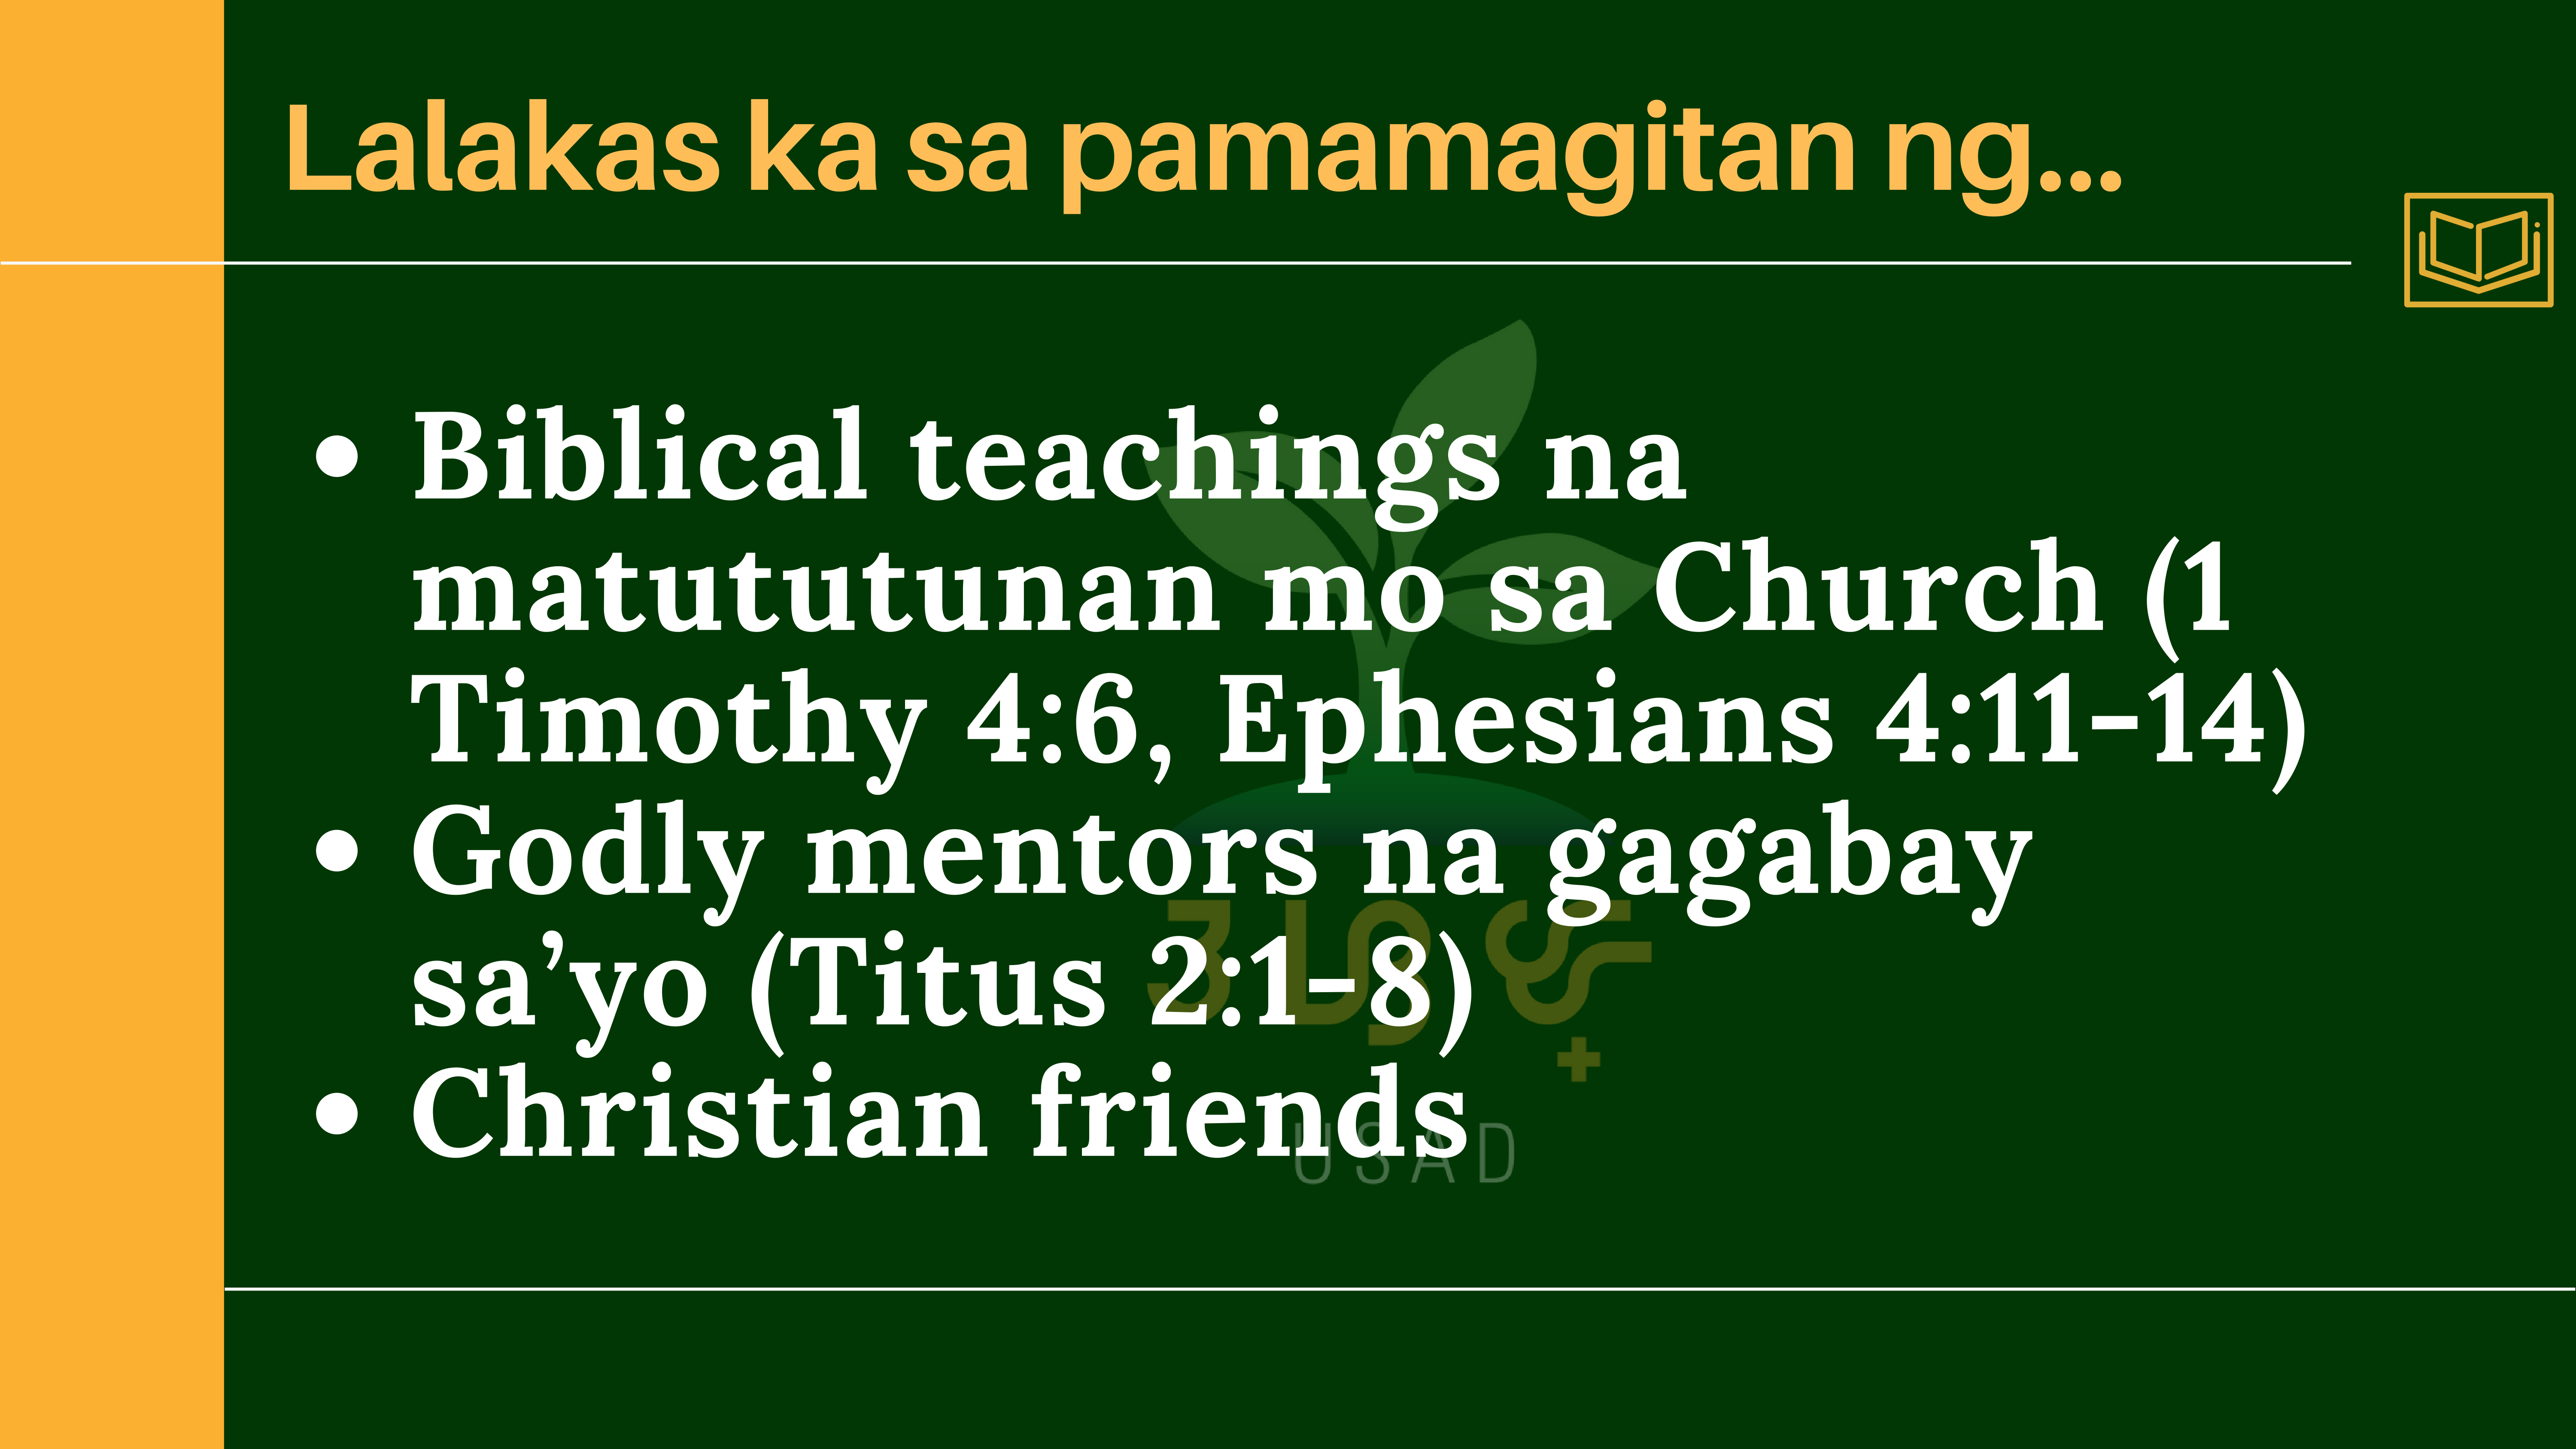 Lalakas ka sa pamamagitan ng...
• Biblical teachings na
matututunan mo sa Church (1
Timothy 4:6, Ephesians 4:11-14)
• Godly mentors na gagabay
sa’yo (Titus 2:1-8)
• Christian friends
USAD